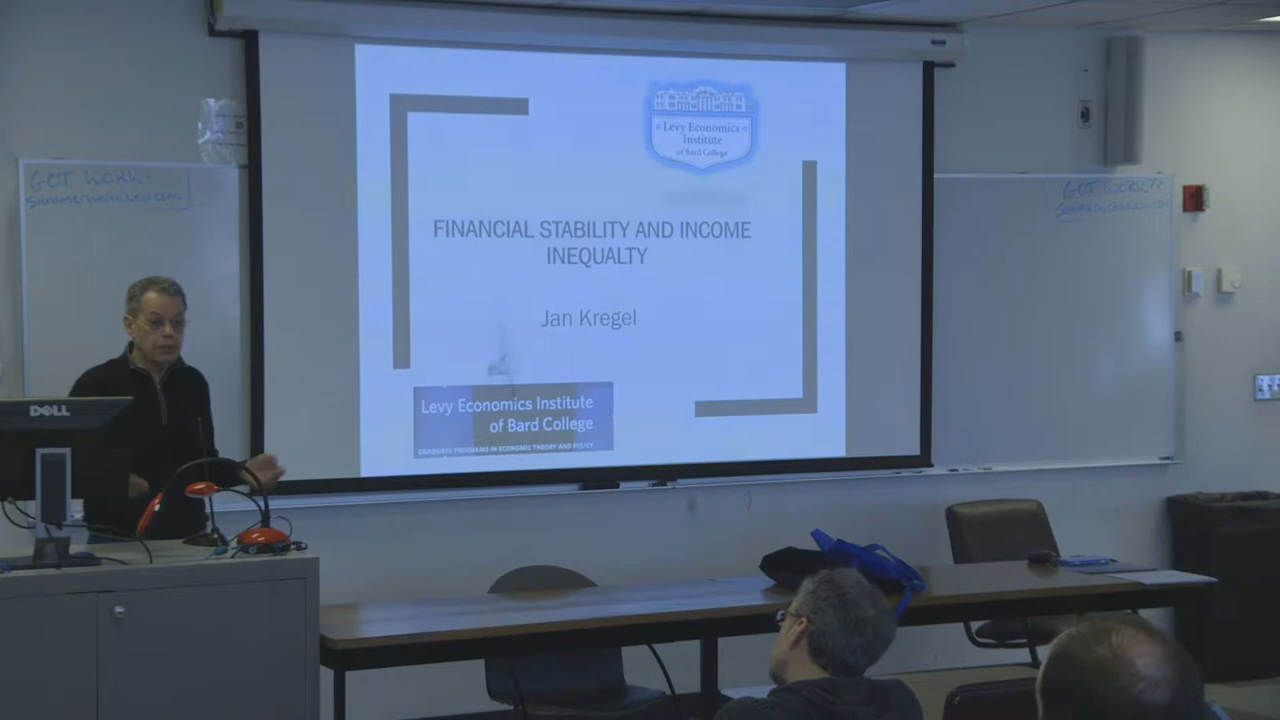 Levy Economics
Institute
of Bard College
GOT WORK?
GOT WORK??
FINANCIAL STABILITY AND INCOME
INEQUALTY
Jan Kregel
DELL
Levy Economics Institute
of Bard College
GRADUATE PROGRAMS IN ECONOMIC THEORY AND POLICY